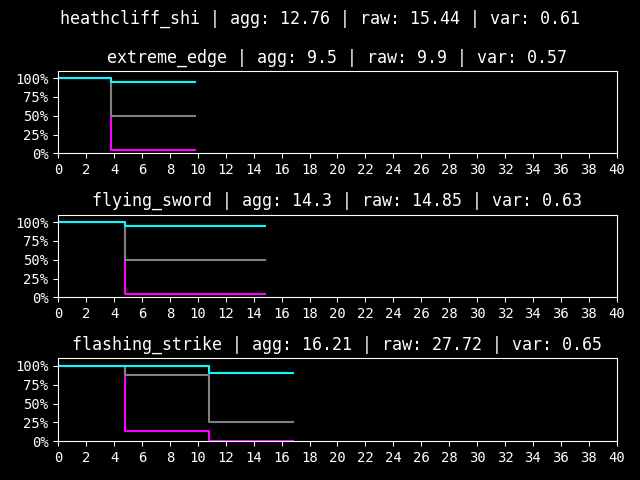 heathcliff_shi | agg: 12.76 | raw: 15.44 | var: 0.61
extreme_edge | agg: 9.5 | raw: 9.9 | var: 0.57
100%
75%
50%
25%
0%
0 2 4 6 8 10 12 14 16 18 20 22 24 26 28 30 32 34 36 38 40
flying_sword | agg: 14.3 | raw: 14.85 | var: 0.63
100%
75%
50%
25%
0%
0 2 4 6 8 10 12 14 16 18 20 22 24 26 28 30 32 34 36 38 40
flashing_strike | agg: 16.21 | raw: 27.72 | var: 0.65
100%
75%
50%
25%
0%
0 2 4 6 8 10 12 14 16 18 20 22 24 26 28 30 32 34 36 38 40